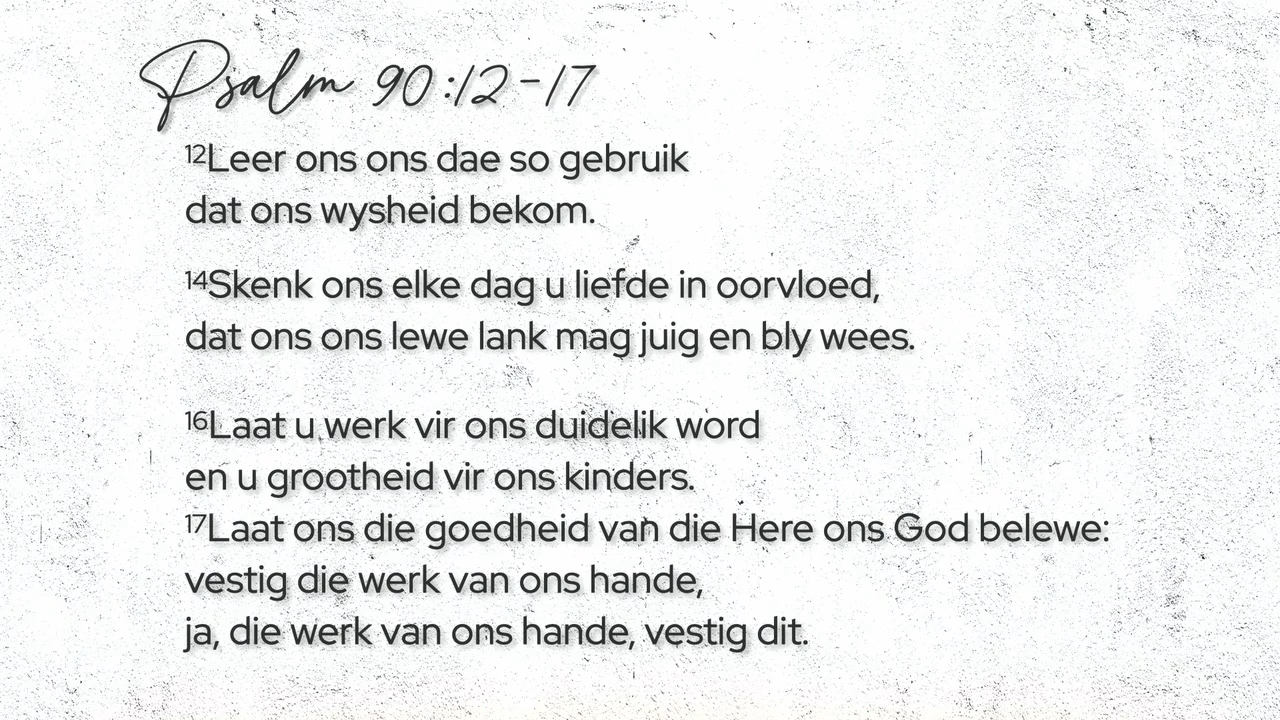 Psalm 90:12-17
12Leer ons ons dae so gebruik
dat ons wysheid bekom.
14Skenk ons elke dag u liefde in oorvloed,
dat ons ons lewe lank mag juig en bly wees.
16Laat u werk vir ons duidelik word
en u grootheid vir ons kinders.
17Laat ons die goedheid van die Here ons God belewe:
vestig die werk van ons hande,
ja, die werk van ons hande, vestig dit.